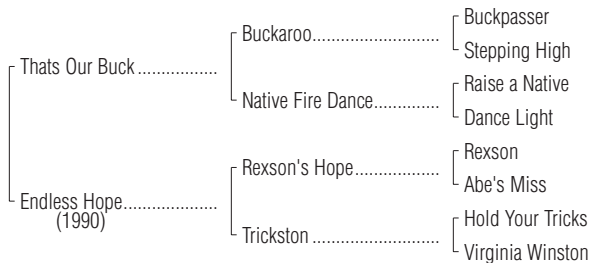 Buckpasser
Buckaroo..................................
Stepping High
Thats Our Buck .................
Raise a Native
Native Fire Dance...............
Dance Light
Rexson
Rexson's Hope....................
Abe's Miss
Endless Hope....................
(1990)
Hold Your Tricks
Trickston ..............................
Virginia Winston